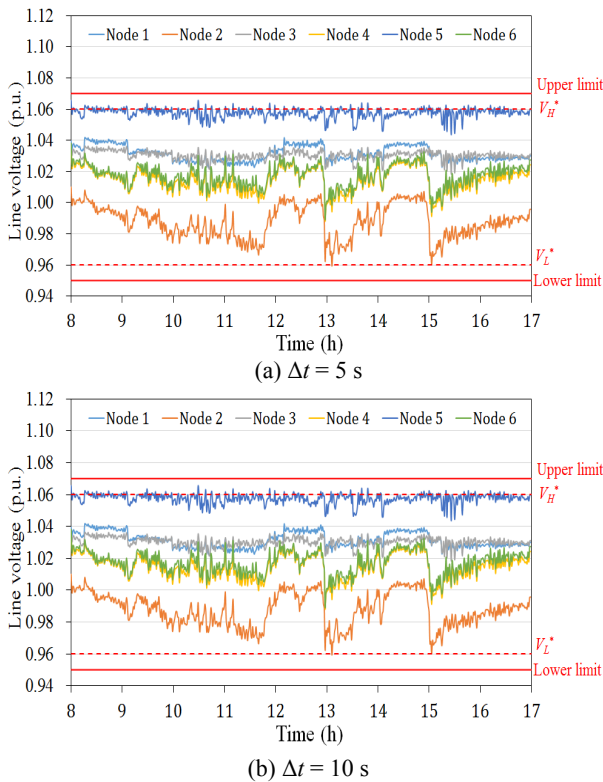 1.12
Node 1 Node 2 Node 3 Node 4 Node 5 Node 6
1.10
1.08
Upper limit
1.06
V_H*
1.04
1.02
1.00
0.98
V_L*
0.96
Lower limit
0.94
Line voltage (p.u.)
8 9 10 11 12 13 14 15 16 17
Time (h)
(a) Δt = 5 s
1.12
Node 1 Node 2 Node 3 Node 4 Node 5 Node 6
1.10
1.08
Upper limit
1.06
V_H*
1.04
1.02
1.00
0.98
V_L*
0.96
Lower limit
0.94
Line voltage (p.u.)
8 9 10 11 12 13 14 15 16 17
Time (h)
(b) Δt = 10 s